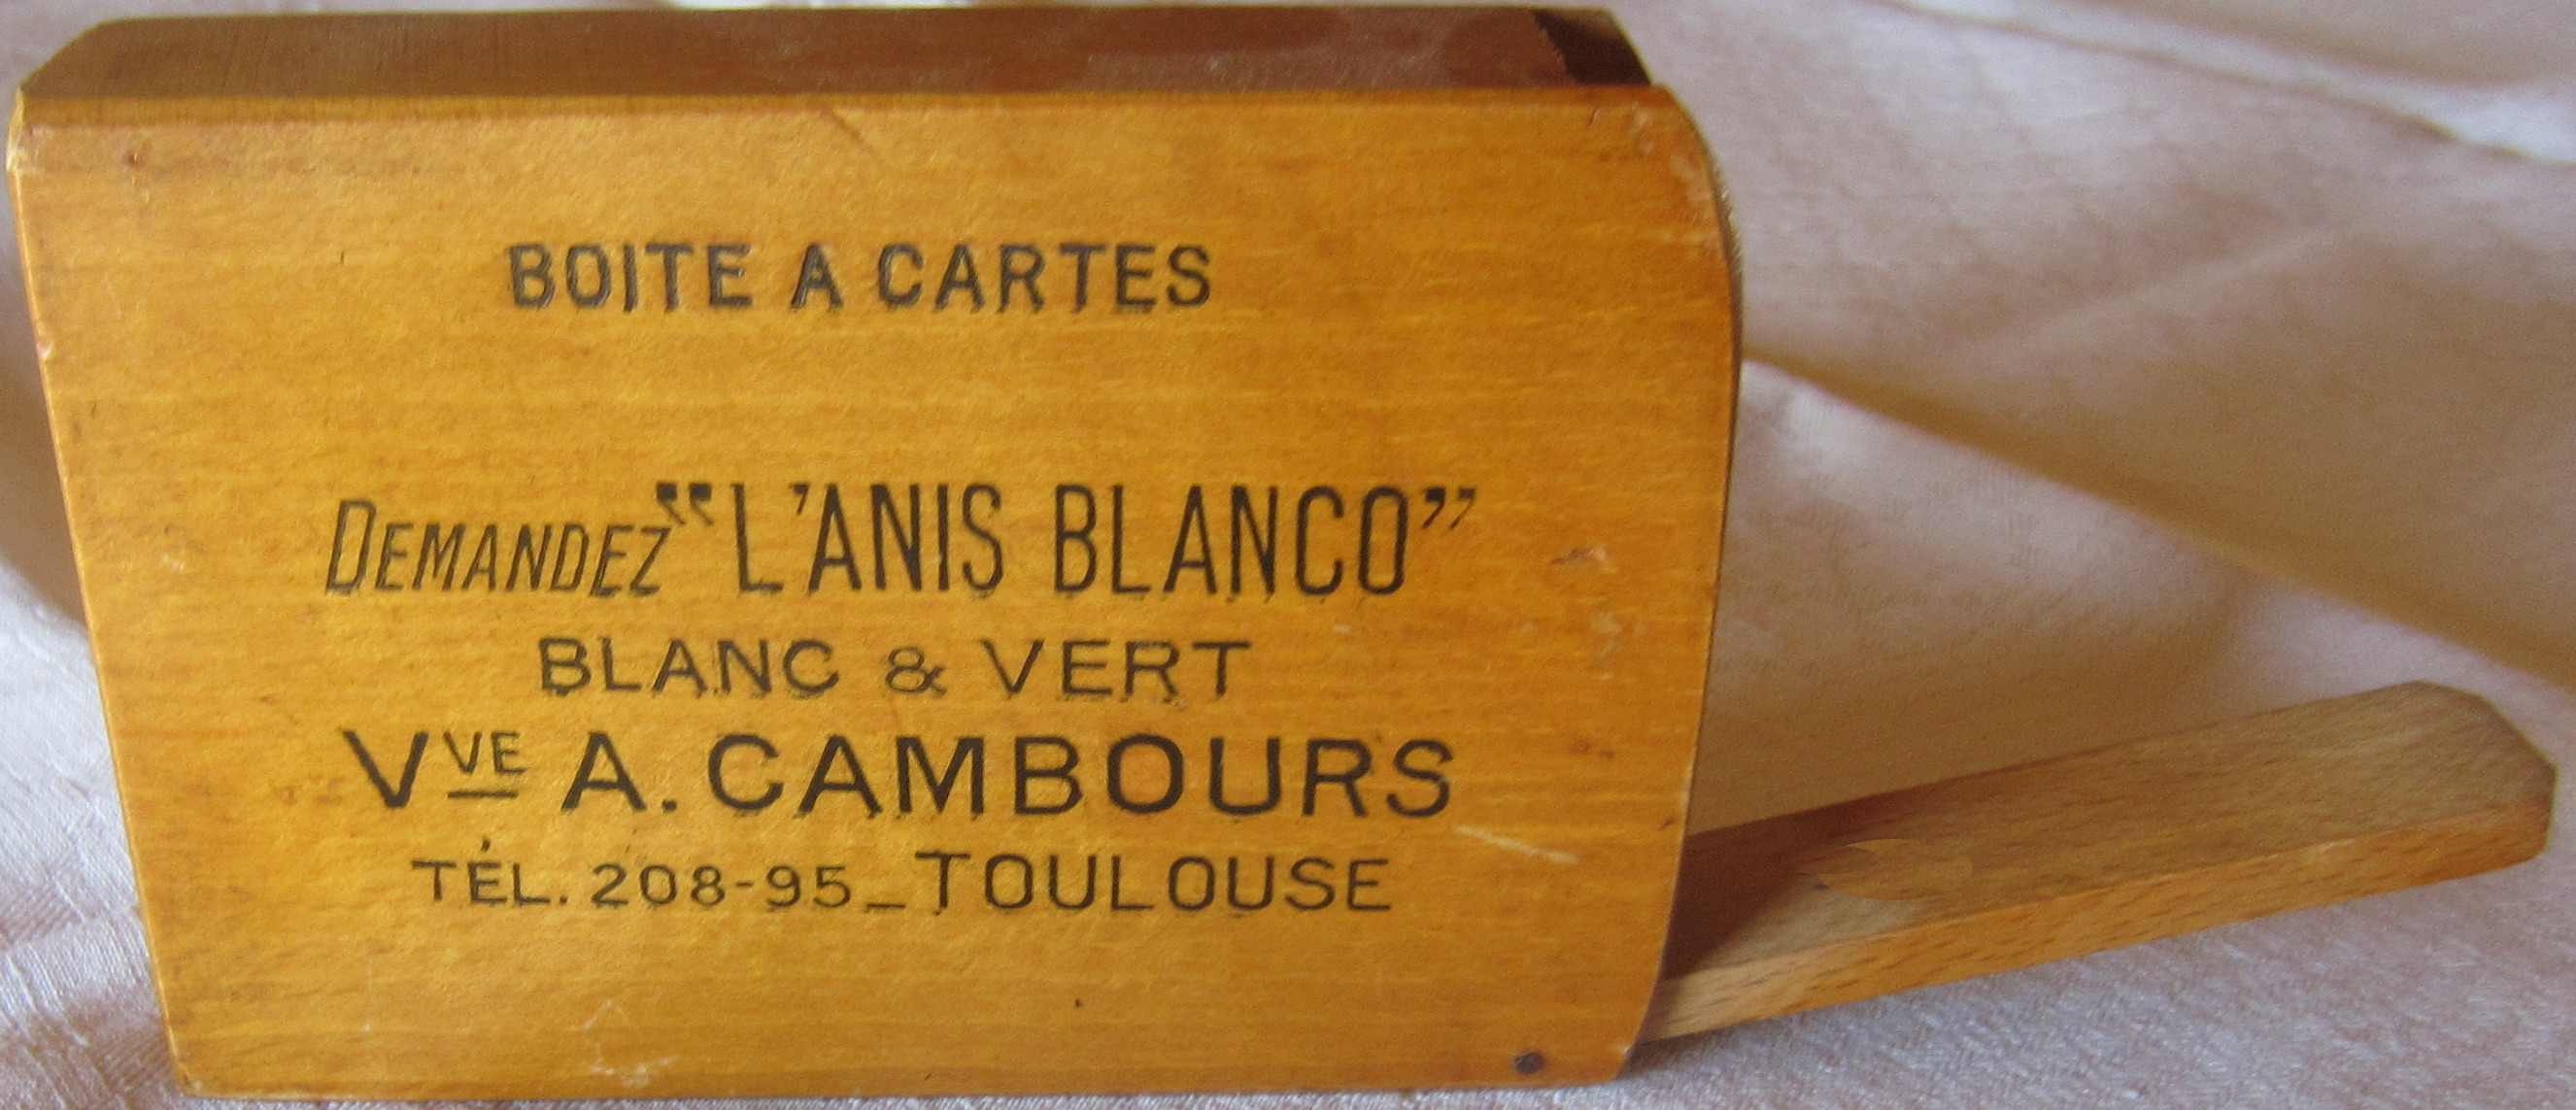 BOITE A CARTES
DEMANDEZ "L'ANIS BLANCO"
BLANC & VERT
Vve A. CAMBOURS
TÉL. 208-95_TOULOUSE